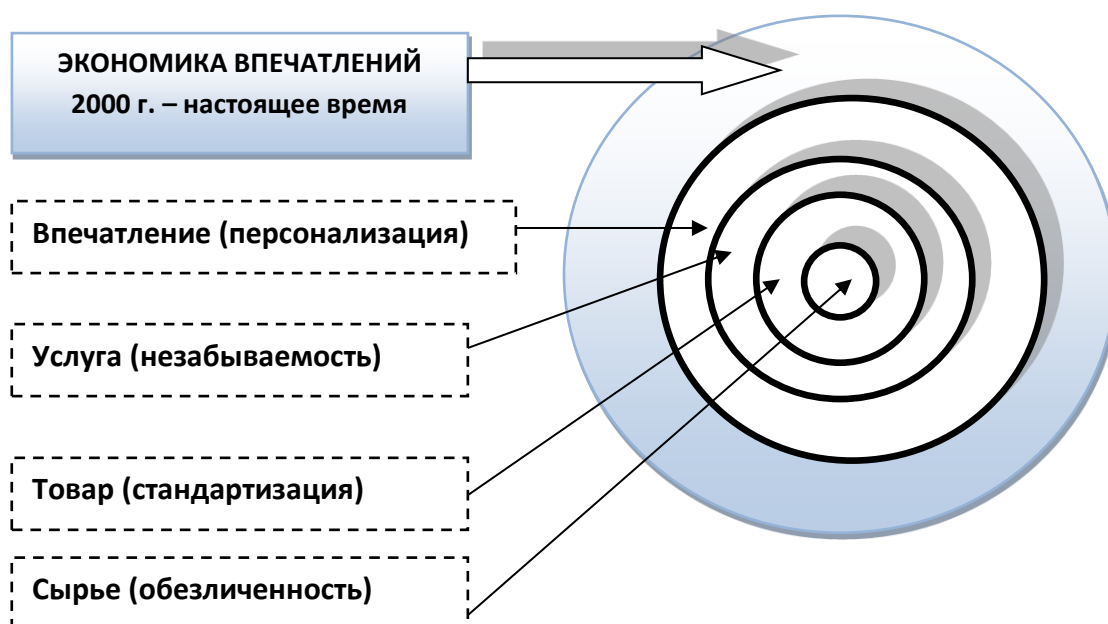 ЭКОНОМИКА ВПЕЧАТЛЕНИЙ
2000 г. – настоящее время
Впечатление (персонализация)
Услуга (незабываемость)
Товар (стандартизация)
Сырье (обезличенность)